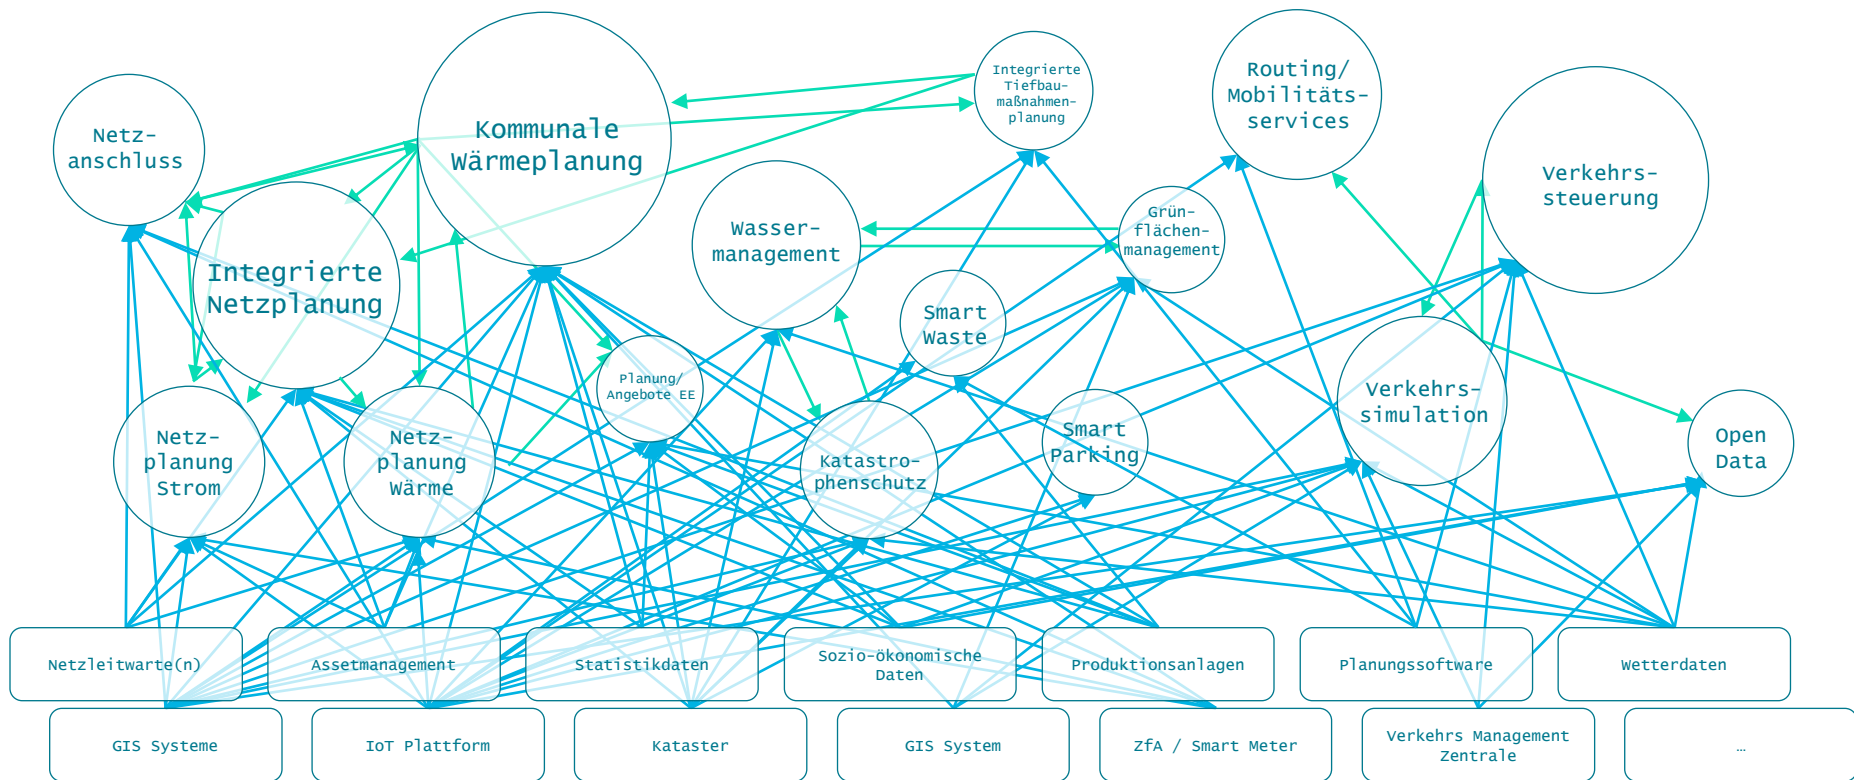 Netz-
anschluss
Kommunale
Wärmeplanung
Integrierte
Tiefbau-
maßnahmen-
planung
Routing/
Mobilitäts-
services
Verkehrs-
steuerung
Integrierte
Netzplanung
Wasser-
management
Grün-
flächen-
management
Smart
Waste
Planung/
Angebote EE
Verkehrs-
simulation
Netz-
planung
Strom
Netz-
planung
Wärme
Katastro-
phenschutz
Smart
Parking
Open
Data
Netzleitwarte(n)
Assetmanagement
Statistikdaten
Sozio-ökonomische
Daten
Produktionsanlagen
Planungssoftware
Wetterdaten
GIS Systeme
IoT Plattform
Kataster
GIS System
ZfA / Smart Meter
Verkehrs Management
Zentrale
…